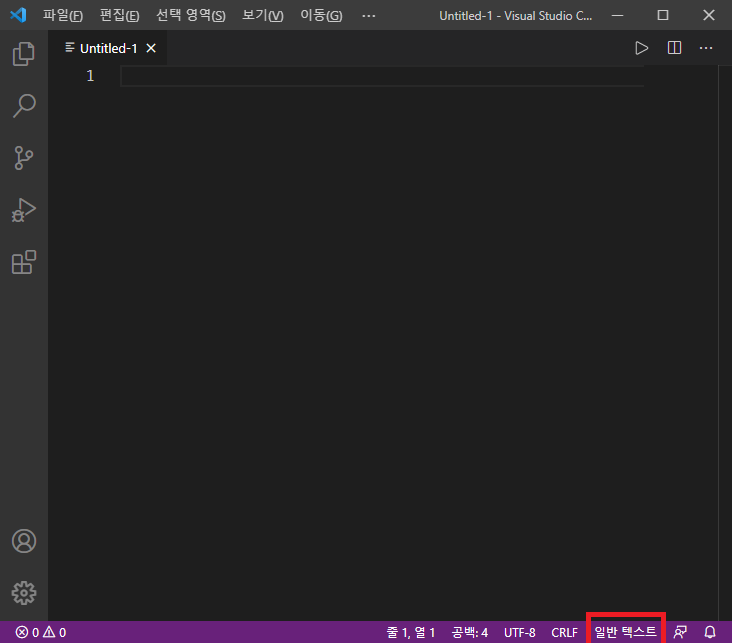 파일(F) 편집(E) 선택 영역(S) 보기(V) 이동(G) ··· Untitled-1 - Visual Studio C...
Untitled-1
1
0 0 줄 1, 열 1 공백: 4 UTF-8 CRLF 일반 텍스트